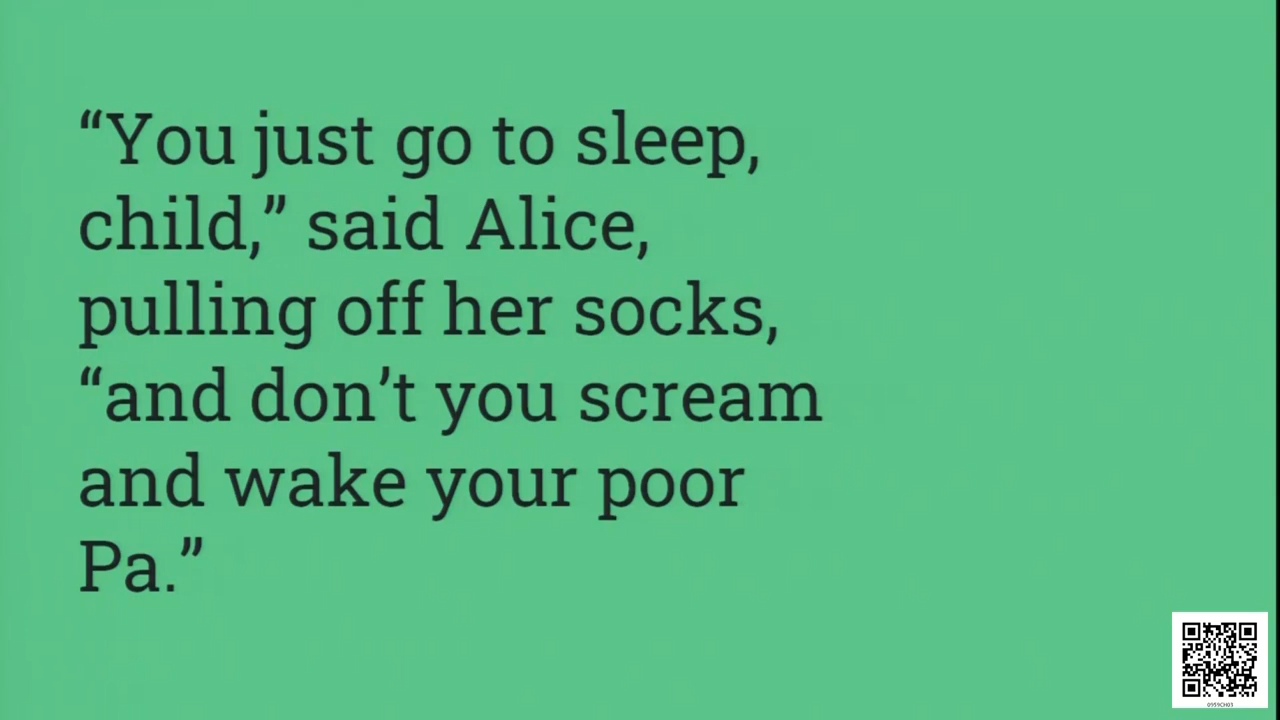 “You just go to sleep,
child,” said Alice,
pulling off her socks,
“and don’t you scream
and wake your poor
Pa.”
0959CH03